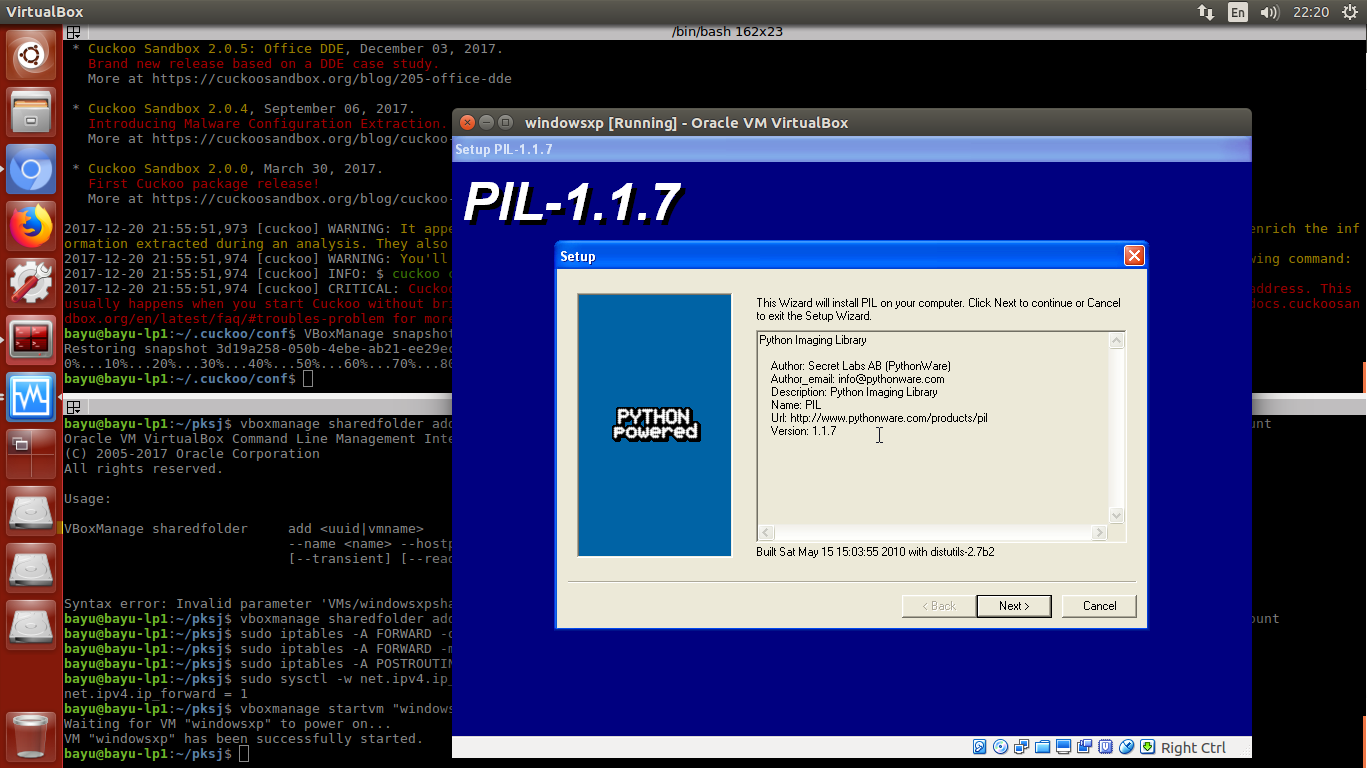 VirtualBox
En
22:20
/bin/bash 162x23
* Cuckoo Sandbox 2.0.5: Office DDE, December 03, 2017.
Brand new release based on a DDE case study.
More at https://cuckoosandbox.org/blog/205-office-dde
* Cuckoo Sandbox 2.0.4, September 06, 2017.
Introducing Malware Configuration Extraction.
More at https://cuckoosandbox.org/blog/cuckoo-
* Cuckoo Sandbox 2.0.0, March 30, 2017.
First Cuckoo package release!
More at https://cuckoosandbox.org/blog/cuckoo-
2017-12-20 21:55:51,973 [cuckoo] WARNING: It appe
enrich the inf
ormation extracted during an analysis. They also
2017-12-20 21:55:51,974 [cuckoo] WARNING: You'll
wing command:
2017-12-20 21:55:51,974 [cuckoo] INFO: $ cuckoo
2017-12-20 21:55:51,974 [cuckoo] CRITICAL: Cucko
address. This
usually happens when you start Cuckoo without br
docs.cuckoosan
dbox.org/en/latest/faq/#troubles-problem for mor
bayu@bayu-lp1:~/.cuckoo/conf$ VBoxManage snapshot
Restoring snapshot 3d19a258-050b-4ebe-ab21-ee29ec
0%...10%...20%...30%...40%...50%...60%...70%...80
bayu@bayu-lp1:~/.cuckoo/conf$
bayu@bayu-lp1:~/pksj$ vboxmanage sharedfolder add
unt
Oracle VM VirtualBox Command Line Management Inte
(C) 2005-2017 Oracle Corporation
All rights reserved.
Usage:
VBoxManage sharedfolder add <uuid|vmname>
--name <name> --hostp
[--transient] [--read
Syntax error: Invalid parameter 'VMs/windowsxpsha
bayu@bayu-lp1:~/pksj$ vboxmanage sharedfolder add
ount
bayu@bayu-lp1:~/pksj$ sudo iptables -A FORWARD -o
bayu@bayu-lp1:~/pksj$ sudo iptables -A FORWARD -m
bayu@bayu-lp1:~/pksj$ sudo iptables -A POSTROUTIN
bayu@bayu-lp1:~/pksj$ sudo sysctl -w net.ipv4.ip_
net.ipv4.ip_forward = 1
bayu@bayu-lp1:~/pksj$ vboxmanage startvm "windows
Waiting for VM "windowsxp" to power on...
VM "windowsxp" has been successfully started.
bayu@bayu-lp1:~/pksj$
windowsxp [Running] - Oracle VM VirtualBox
Setup PIL-1.1.7
PIL-1.1.7
Setup
PYTHON
Powered
This Wizard will install PIL on your computer. Click Next to continue or Cancel
to exit the Setup Wizard.
Python Imaging Library
Author: Secret Labs AB (PythonWare)
Author_email: info@pythonware.com
Description: Python Imaging Library
Name: PIL
Url: http://www.pythonware.com/products/pil
Version: 1.1.7
Built Sat May 15 15:03:55 2010 with distutils-2.7b2
< Back
Next >
Cancel
Right Ctrl